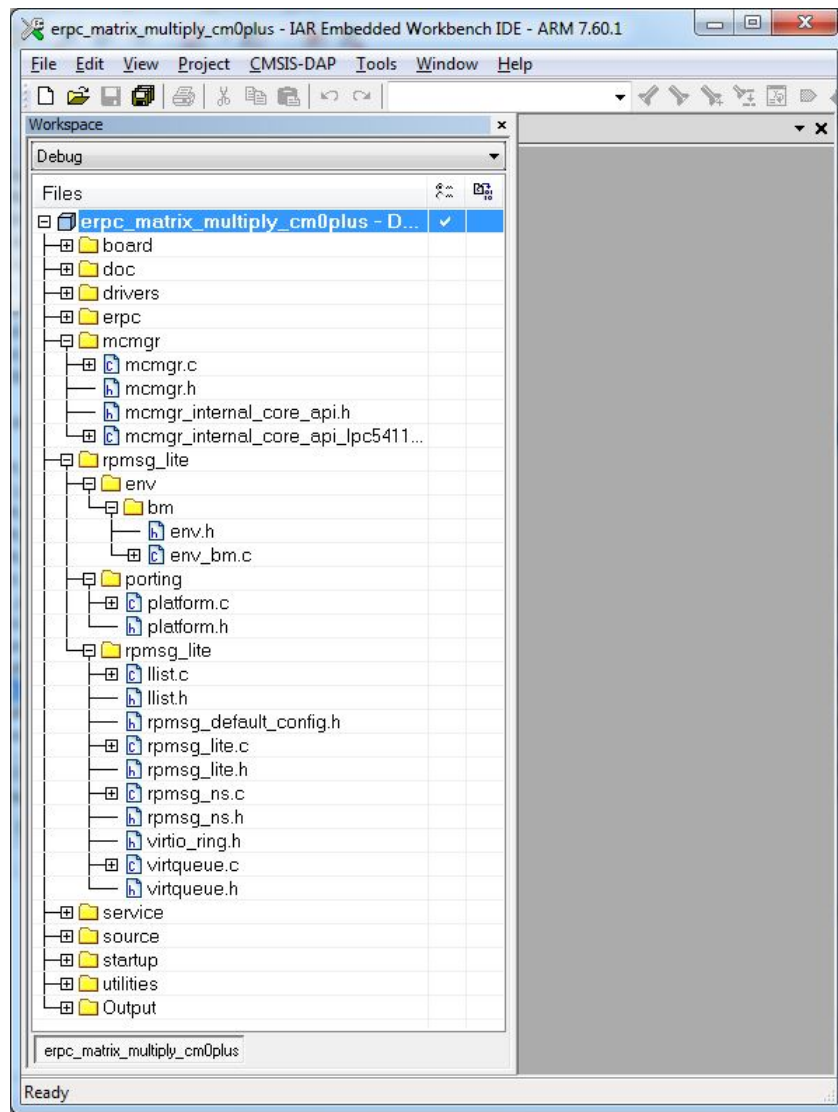 erpc_matrix_multiply_cm0plus - IAR Embedded Workbench IDE - ARM 7.60.1
File Edit View Project CMSIS-DAP Tools Window Help
Workspace
Debug
Files
erpc_matrix_multiply_cm0plus - D...
board
doc
drivers
erpc
mcmgr
mcmgr.c
mcmgr.h
mcmgr_internal_core_api.h
mcmgr_internal_core_api_lpc5411...
rpmsg_lite
env
bm
env.h
env_bm.c
porting
platform.c
platform.h
rpmsg_lite
llist.c
llist.h
rpmsg_default_config.h
rpmsg_lite.c
rpmsg_lite.h
rpmsg_ns.c
rpmsg_ns.h
virtio_ring.h
virtqueue.c
virtqueue.h
service
source
startup
utilities
Output
erpc_matrix_multiply_cm0plus
Ready